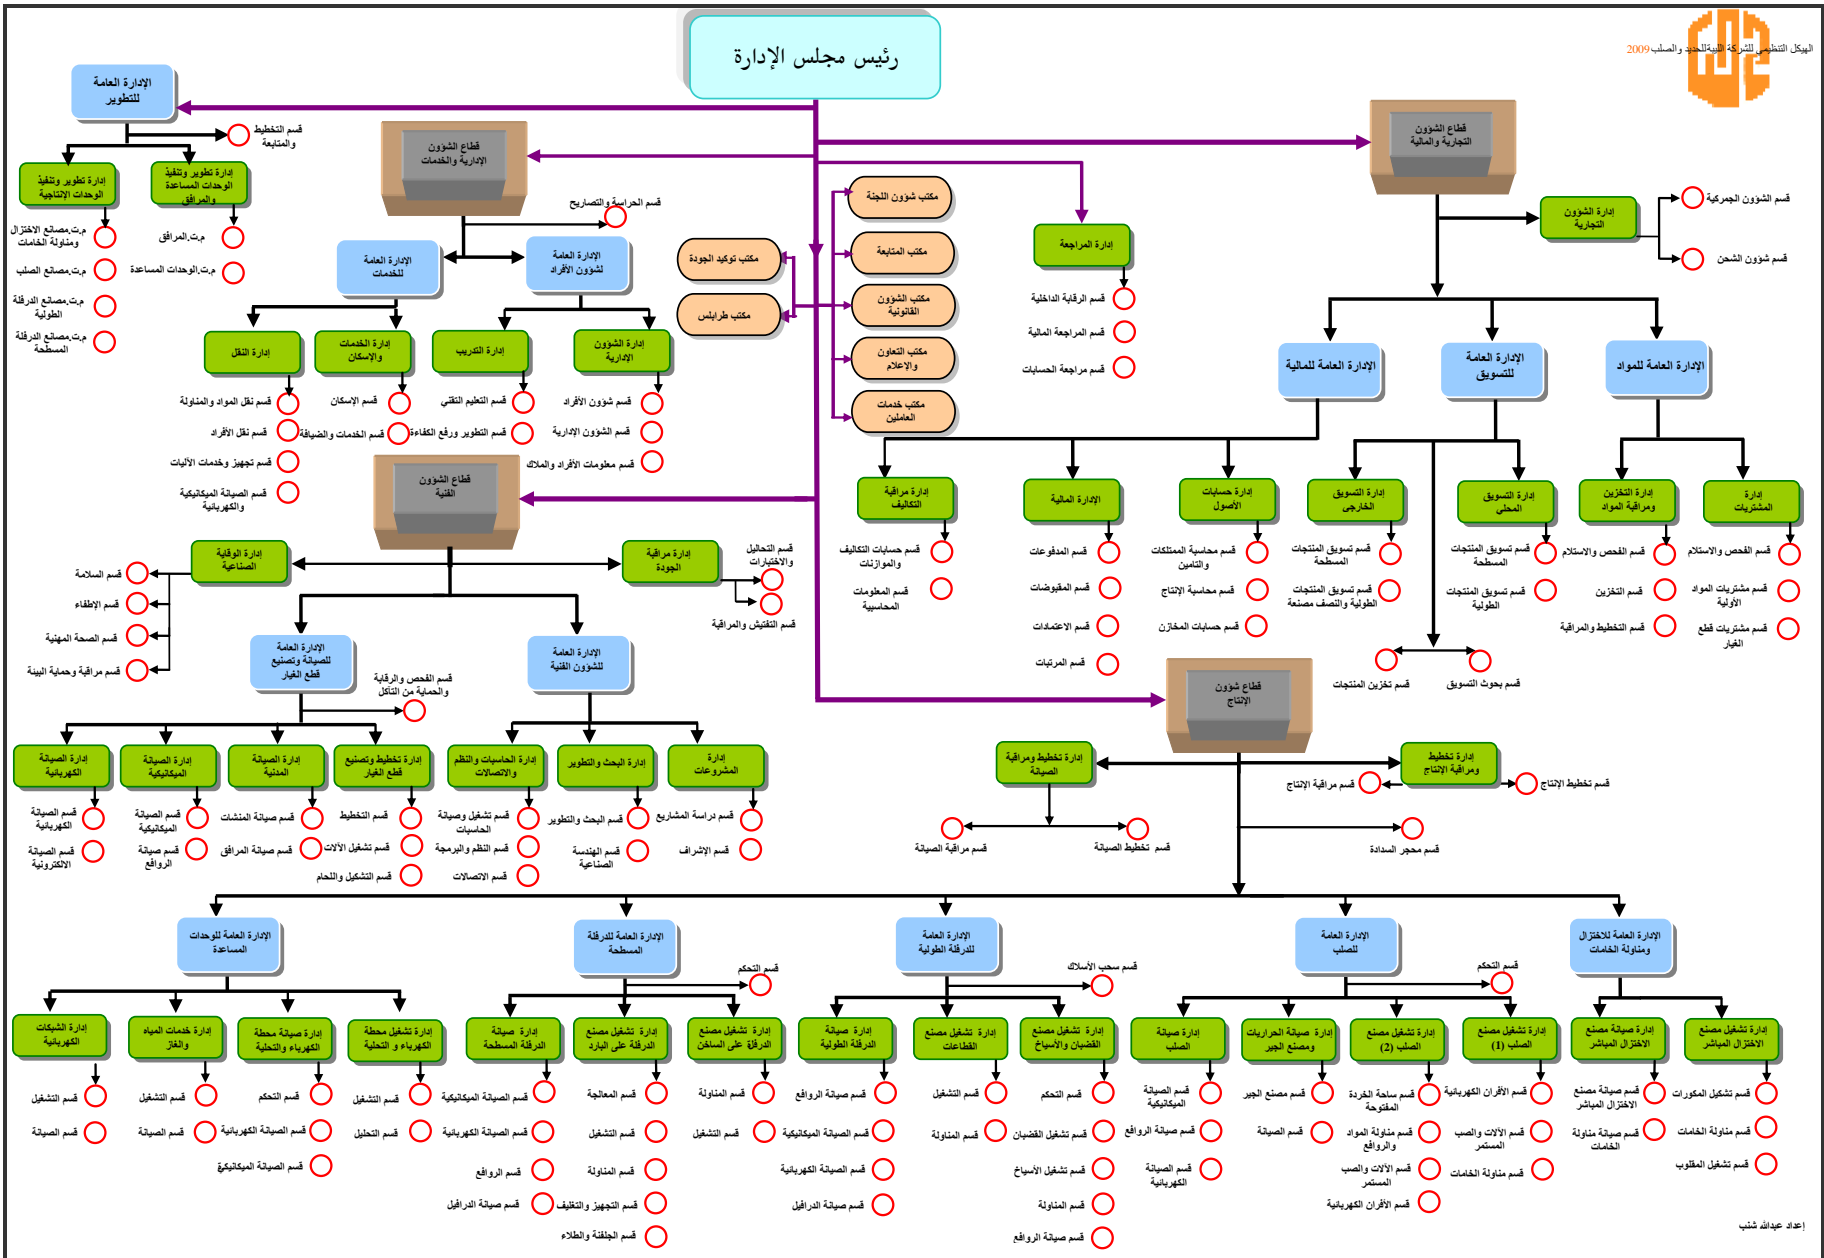 الهيكل التنظيمي للشركة الليبية للحديد والصلب 2009
رئيس مجلس الإدارة
الإدارة العامة
للتطوير
قسم التخطيط
والمتابعة
إدارة تطوير وتنفيذ
الوحدات المساعدة
والمرافق
م.ت.المرافق
م.ت.الوحدات المساعدة
إدارة تطوير وتنفيذ
الوحدات الإنتاجية
م.ت.مصانع الاختزال
ومناولة الخامات
م.ت.مصانع الصلب
م.ت.مصانع الدرفلة
الطولية
م.ت.مصانع الدرفلة
المسطحة
قطاع الشؤون
الإدارية والخدمات
قسم الحراسة والتصاريح
الإدارة العامة
لشؤون الأفراد
الإدارة العامة
للخدمات
إدارة الشؤون
الإدارية
قسم شؤون الأفراد
قسم الشؤون الإدارية
قسم معلومات الأفراد والملاك
إدارة التدريب
قسم التعليم التقني
قسم التطوير ورفع الكفاءة
إدارة الخدمات
والإسكان
قسم الإسكان
قسم الخدمات والضيافة
إدارة النقل
قسم نقل المواد والمناولة
قسم نقل الأفراد
قسم تجهيز وخدمات الآليات
قسم الصيانة الميكانيكية
والكهربائية
مكتب شؤون اللجنة
مكتب المتابعة
مكتب الشؤون
القانونية
مكتب التعاون
والإعلام
مكتب خدمات
العاملين
مكتب توكيد الجودة
مكتب طرابلس
إدارة المراجعة
قسم الرقابة الداخلية
قسم المراجعة المالية
قسم مراجعة الحسابات
قطاع الشؤون
التجارية والمالية
إدارة الشؤون
التجارية
قسم الشؤون الجمركية
قسم شؤون الشحن
الإدارة العامة للمواد
الإدارة العامة
للتسويق
الإدارة العامة للمالية
إدارة
المشتريات
قسم الفحص والاستلام
قسم مشتريات المواد
الأولية
قسم مشتريات قطع
الغيار
إدارة التخزين
ومراقبة المواد
قسم الفحص والاستلام
قسم التخزين
قسم التخطيط والمراقبة
إدارة التسويق
المحلي
قسم تسويق المنتجات
المسطحة
قسم تسويق المنتجات
الطولية
إدارة التسويق
الخارجى
قسم تسويق المنتجات
المسطحة
قسم تسويق المنتجات
الطولية والنصف مصنعة
قسم بحوث التسويق
قسم تخزين المنتجات
إدارة حسابات
الأصول
قسم محاسبة الممتلكات
والتامين
قسم محاسبة الإنتاج
قسم حسابات المخازن
الإدارة المالية
قسم المدفوعات
قسم المقبوضات
قسم الاعتمادات
قسم المرتبات
إدارة مراقبة
التكاليف
قسم حسابات التكاليف
والموازنات
قسم المعلومات
المحاسبية
قطاع الشؤون
الفنية
إدارة مراقبة
الجودة
قسم التحاليل
والاختبارات
قسم التفتيش والمراقبة
إدارة الوقاية
الصناعية
قسم السلامة
قسم الإطفاء
قسم الصحة المهنية
قسم مراقبة وحماية البيئة
الإدارة العامة
للشؤون الفنية
الإدارة العامة
للصيانة وتصنيع
قطع الغيار
قسم الفحص والرقابة
والحماية من التآكل
إدارة
المشروعات
قسم دراسة المشاريع
قسم الإشراف
إدارة البحث والتطوير
قسم البحث والتطوير
قسم الهندسة
الصناعية
إدارة الحاسبات والنظم
والاتصالات
قسم تشغيل وصيانة
الحاسبات
قسم النظم والبرمجة
قسم الاتصالات
إدارة تخطيط وتصنيع
قطع الغيار
قسم التخطيط
قسم تشغيل الآلات
قسم التشكيل واللحام
إدارة الصيانة
المدنية
قسم صيانة المنشات
قسم صيانة المرافق
إدارة الصيانة
الميكانيكية
قسم الصيانة
الميكانيكية
قسم صيانة
الروافع
إدارة الصيانة
الكهربائية
قسم الصيانة
الكهربائية
قسم الصيانة
الالكترونية
قطاع شؤون
الإنتاج
إدارة تخطيط
ومراقبة الإنتاج
قسم تخطيط الإنتاج
قسم مراقبة الإنتاج
إدارة تخطيط ومراقبة
الصيانة
قسم تخطيط الصيانة
قسم مراقبة الصيانة
قسم محجر السدادة
الإدارة العامة للاختزال
ومناولة الخامات
الإدارة العامة
للصلب
قسم التحكم
الإدارة العامة
للدرفلة الطولية
قسم سحب الأسلاك
الإدارة العامة للدرفلة
المسطحة
قسم التحكم
الإدارة العامة للوحدات
المساعدة
إدارة تشغيل مصنع
الاختزال المباشر
قسم تشكيل المكورات
قسم مناولة الخامات
قسم تشغيل المقلوب
إدارة صيانة مصنع
الاختزال المباشر
قسم صيانة مصنع
الاختزال المباشر
قسم صيانة مناولة
الخامات
إدارة تشغيل مصنع
الصلب (1)
قسم الأفران الكهربائية
قسم الآلات والصب
المستمر
قسم مناولة الخامات
إدارة تشغيل مصنع
الصلب (2)
قسم ساحة الخردة
المفتوحة
قسم مناولة المواد
والروافع
قسم الآلات والصب
المستمر
قسم الأفران الكهربائية
إدارة صيانة الحراريات
ومصنع الجير
قسم مصنع الجير
قسم الصيانة
إدارة صيانة
الصلب
قسم الصيانة
الميكانيكية
قسم صيانة الروافع
قسم الصيانة
الكهربائية
إدارة تشغيل مصنع
القضبان والأسياخ
قسم التحكم
قسم تشغيل القضبان
قسم تشغيل الأسياخ
قسم المناولة
قسم صيانة الروافع
إدارة تشغيل مصنع
القطاعات
قسم التشغيل
قسم المناولة
إدارة صيانة
الدرفلة الطولية
قسم صيانة الروافع
قسم الصيانة الميكانيكية
قسم الصيانة الكهربائية
قسم صيانة الدرافيل
إدارة تشغيل مصنع
الدرفلة على الساخن
قسم المناولة
قسم التشغيل
إدارة تشغيل مصنع
الدرفلة على البارد
قسم المعالجة
قسم التشغيل
قسم المناولة
قسم التجهيز والتغليف
قسم الجلفنة والطلاء
إدارة صيانة
الدرفلة المسطحة
قسم الصيانة الميكانيكية
قسم الصيانة الكهربائية
قسم الروافع
قسم صيانة الدرافيل
إدارة تشغيل محطة
الكهرباء و التحلية
قسم التشغيل
قسم التحليل
إدارة صيانة محطة
الكهرباء والتحلية
قسم التحكم
قسم الصيانة الكهربائية
قسم الصيانة الميكانيكية
إدارة خدمات المياه
والغاز
قسم التشغيل
قسم الصيانة
إدارة الشبكات
الكهربائية
قسم التشغيل
قسم الصيانة
إعداد عبدالله شنب